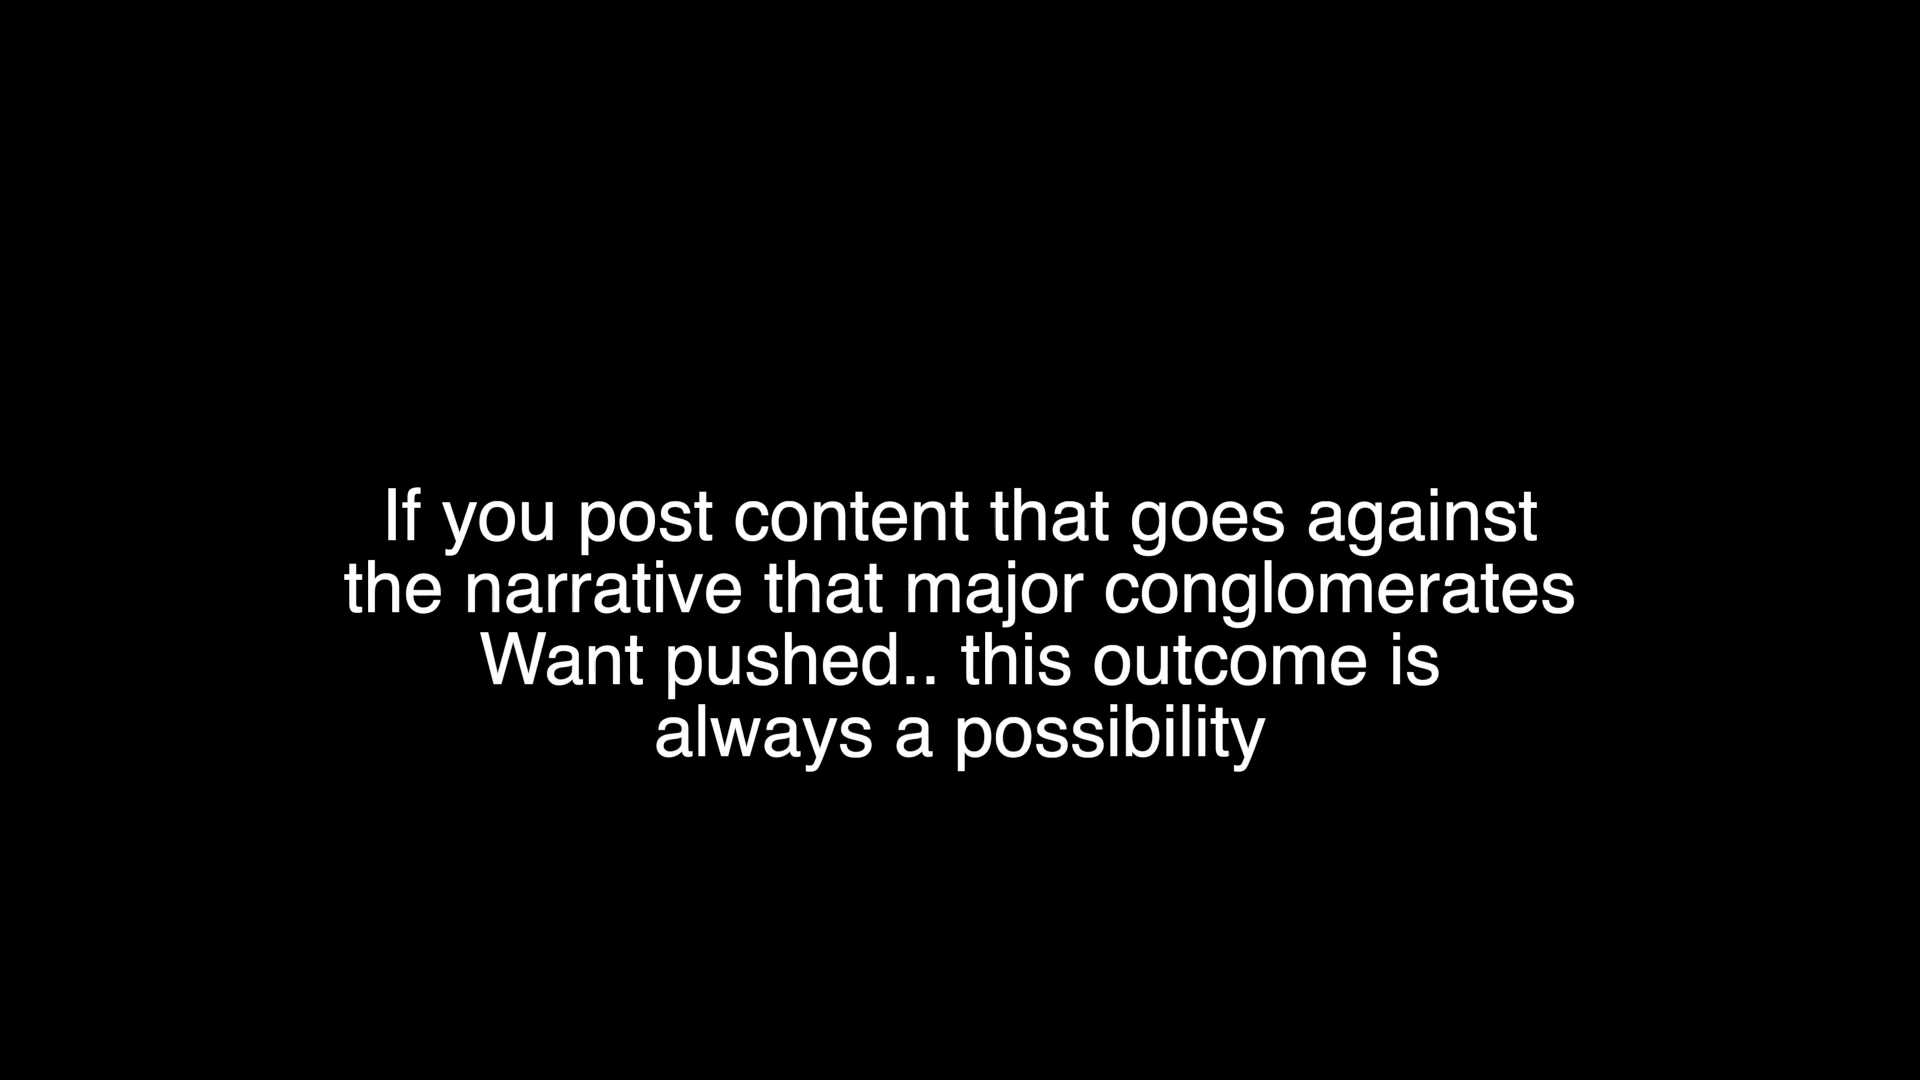 If you post content that goes against
the narrative that major conglomerates
Want pushed.. this outcome is
always a possibility